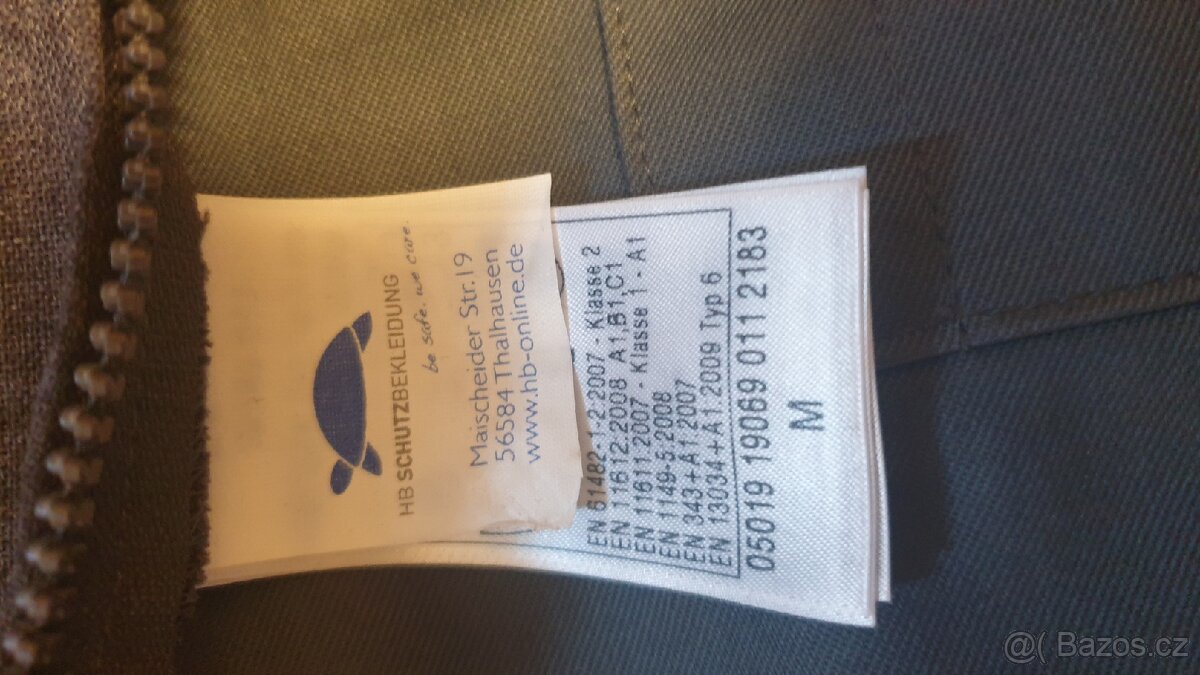 HB SCHUTZBEKLEIDUNG
be safe. we care.
Maischeider Str.19
56584 Thalhausen
www.hb-online.de
EN 61482-1-2:2007 - Klasse 2
EN 11612:2008 A1,B1,C1
EN 11611:2007 - Klasse 1 - A1
EN 1149-5:2008
EN 343+A1:2007
EN 13034+A1:2009 Typ 6
05019 19069 011 2183
M
@( Bazos.cz